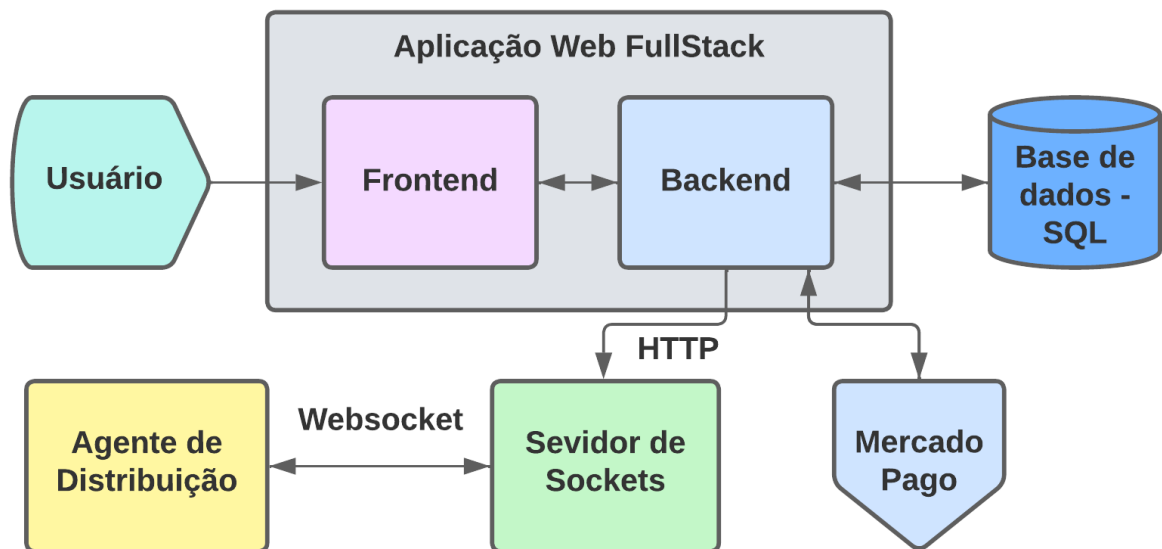 Aplicação Web FullStack
Usuário
Frontend
Backend
Base de
dados -
SQL
HTTP
Websocket
Agente de
Distribuição
Sevidor de
Sockets
Mercado
Pago